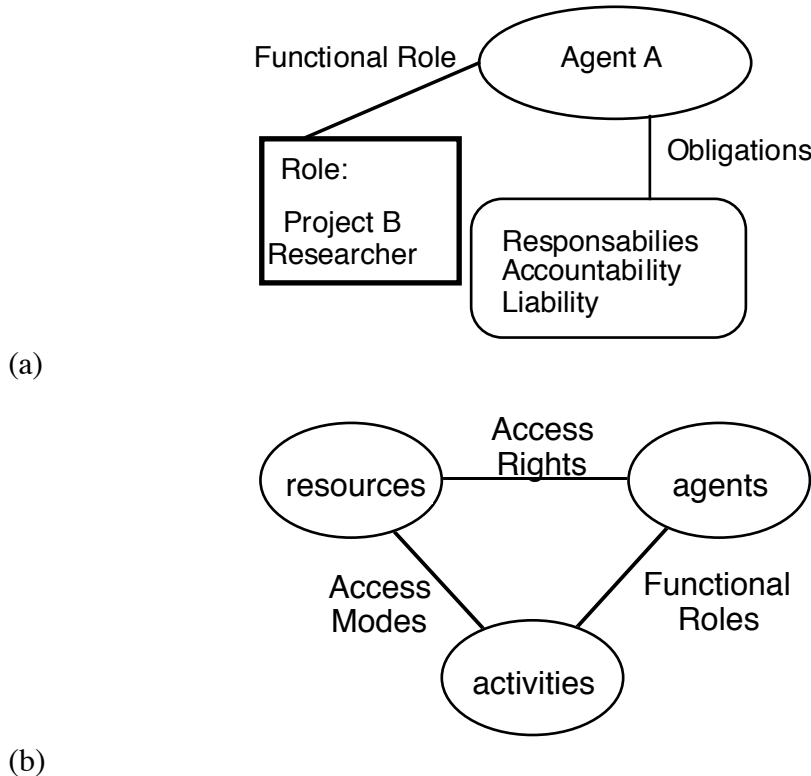 Functional Role
Agent A
Obligations
Role:
Project B
Researcher
Responsabilies
Accountability
Liability
(a)
Access
Rights
resources
agents
Access
Modes
Functional
Roles
activities
(b)